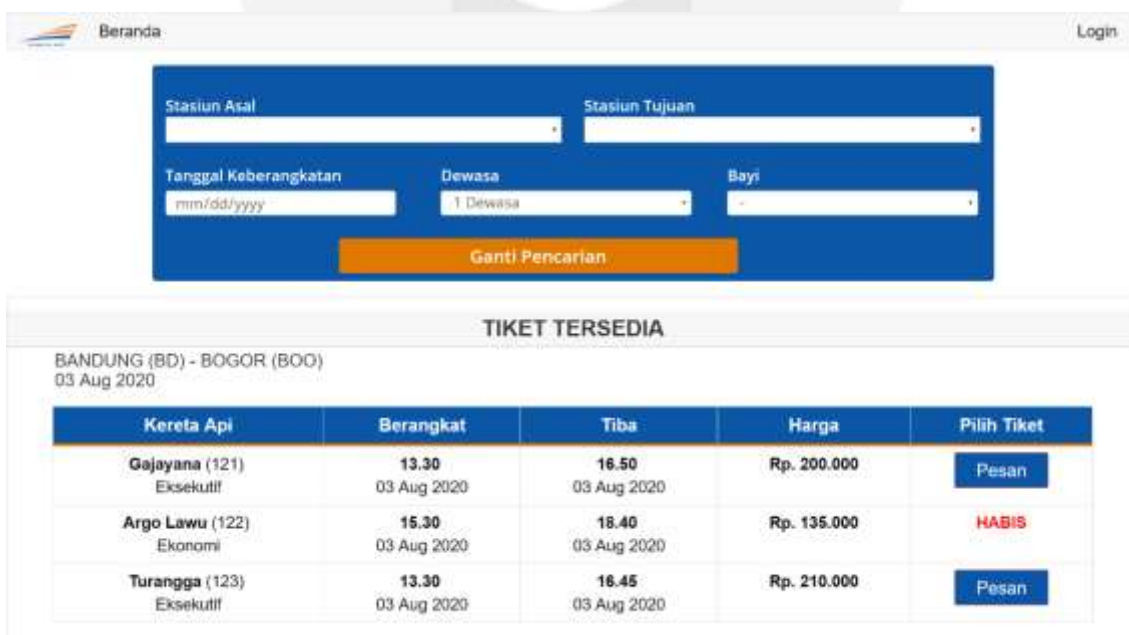 Beranda Login
Stasiun Asal Stasiun Tujuan
Tanggal Keberangkatan Dewasa Bayi
mm/dd/yyyy 1 Dewasa -
Ganti Pencarian
TIKET TERSEDIA
BANDUNG (BD) - BOGOR (BOO)
03 Aug 2020
Kereta Api Berangkat Tiba Harga Pilih Tiket
Gajayana (121) 13.30 16.50 Rp. 200.000 Pesan
Eksekutif 03 Aug 2020 03 Aug 2020
Argo Lawu (122) 15.30 18.40 Rp. 135.000 HABIS
Ekonomi 03 Aug 2020 03 Aug 2020
Turangga (123) 13.30 16.45 Rp. 210.000 Pesan
Eksekutif 03 Aug 2020 03 Aug 2020